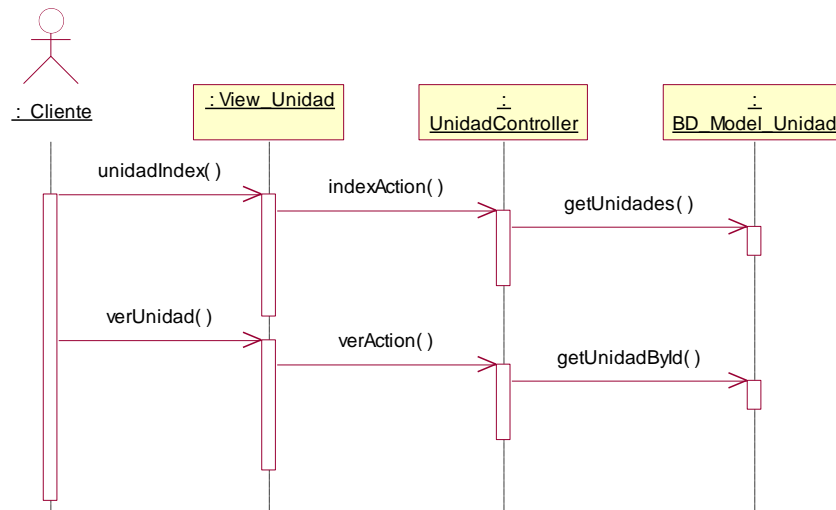 : Cliente
: View_Unidad
:
UnidadController
:
BD_Model_Unidad
unidadIndex( )
indexAction( )
getUnidades( )
verUnidad( )
verAction( )
getUnidadById( )